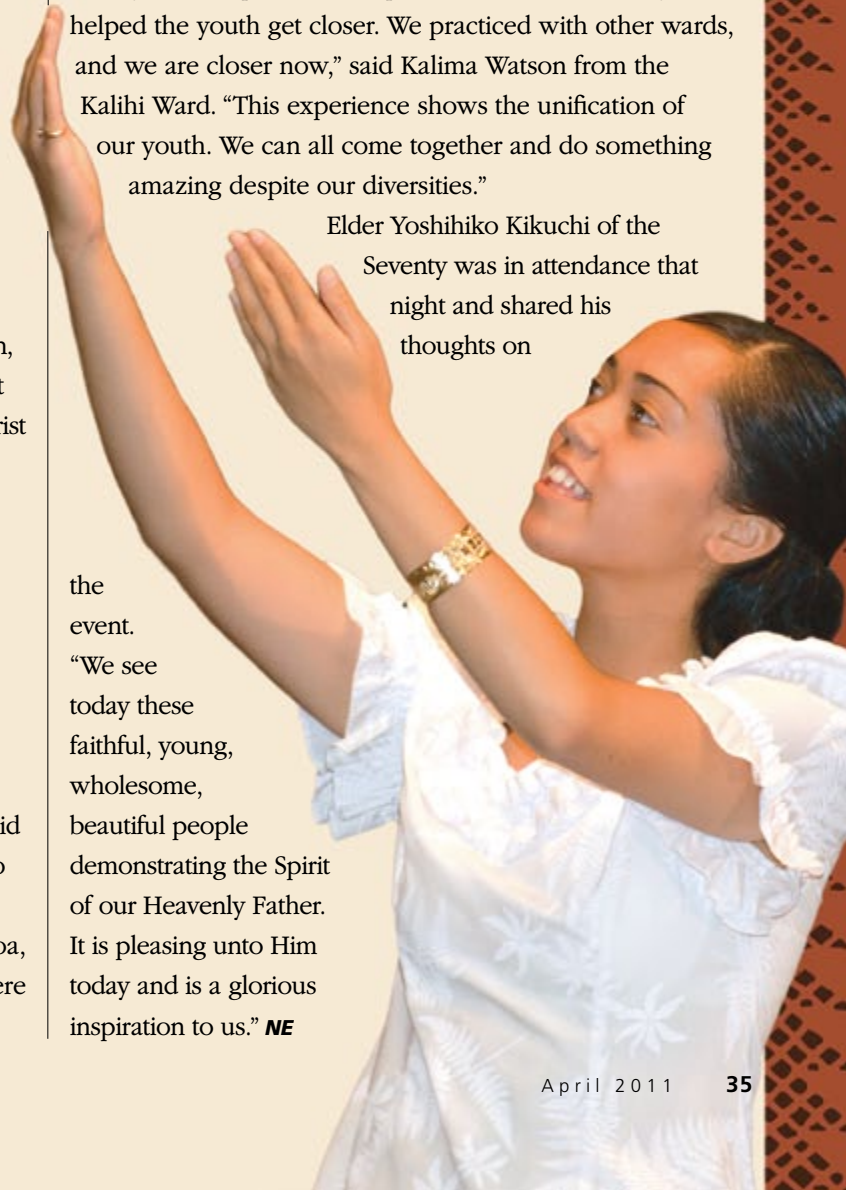 helped the youth get closer. We practiced with other wards,
and we are closer now,” said Kalima Watson from the
Kalihi Ward. “This experience shows the unification of
our youth. We can all come together and do something
amazing despite our diversities.”
Elder Yoshihiko Kikuchi of the
Seventy was in attendance that
night and shared his
thoughts on
the
event.
“We see
today these
faithful, young,
wholesome,
beautiful people
demonstrating the Spirit
of our Heavenly Father.
It is pleasing unto Him
today and is a glorious
inspiration to us.” NE
April 2011 35